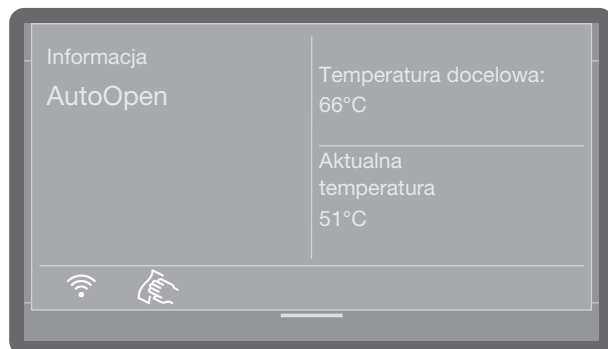 Informacja
AutoOpen
Temperatura docelowa:
66°C
Aktualna
temperatura
51°C